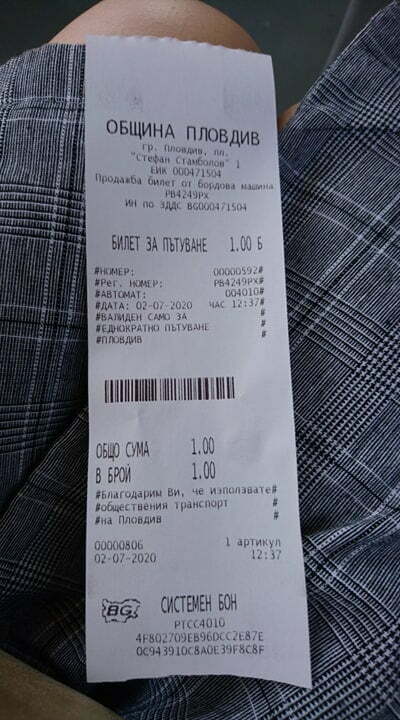 ОБЩИНА ПЛОВДИВ
гр. Пловдив, пл.
"Стефан Стамболов" 1
ЕИК 000471504
Продажба билет от бордова машина
РВ4249РХ
ИН по ЗДДС BG000471504
БИЛЕТ ЗА ПЪТУВАНЕ 1.00 Б
#НОМЕР: 00000592#
#Рег. НОМЕР: РВ4249РХ#
#АВТОМАТ: 004010#
#ДАТА: 02-07-2020 ЧАС 12:37#
#ВАЛИДЕН САМО ЗА #
#ЕДНОКРАТНО ПЪТУВАНЕ #
#ПЛОВДИВ #
ОБЩО СУМА 1.00
В БРОЙ 1.00
#Благодарим Ви, че използвате#
#обществения транспорт #
#на Пловдив #
00000806 1 артикул
02-07-2020 12:37
BG СИСТЕМЕН БОН
PTCC4010
4F802709EB96DCC2E87E
0C943910C8A0E39F8C8F